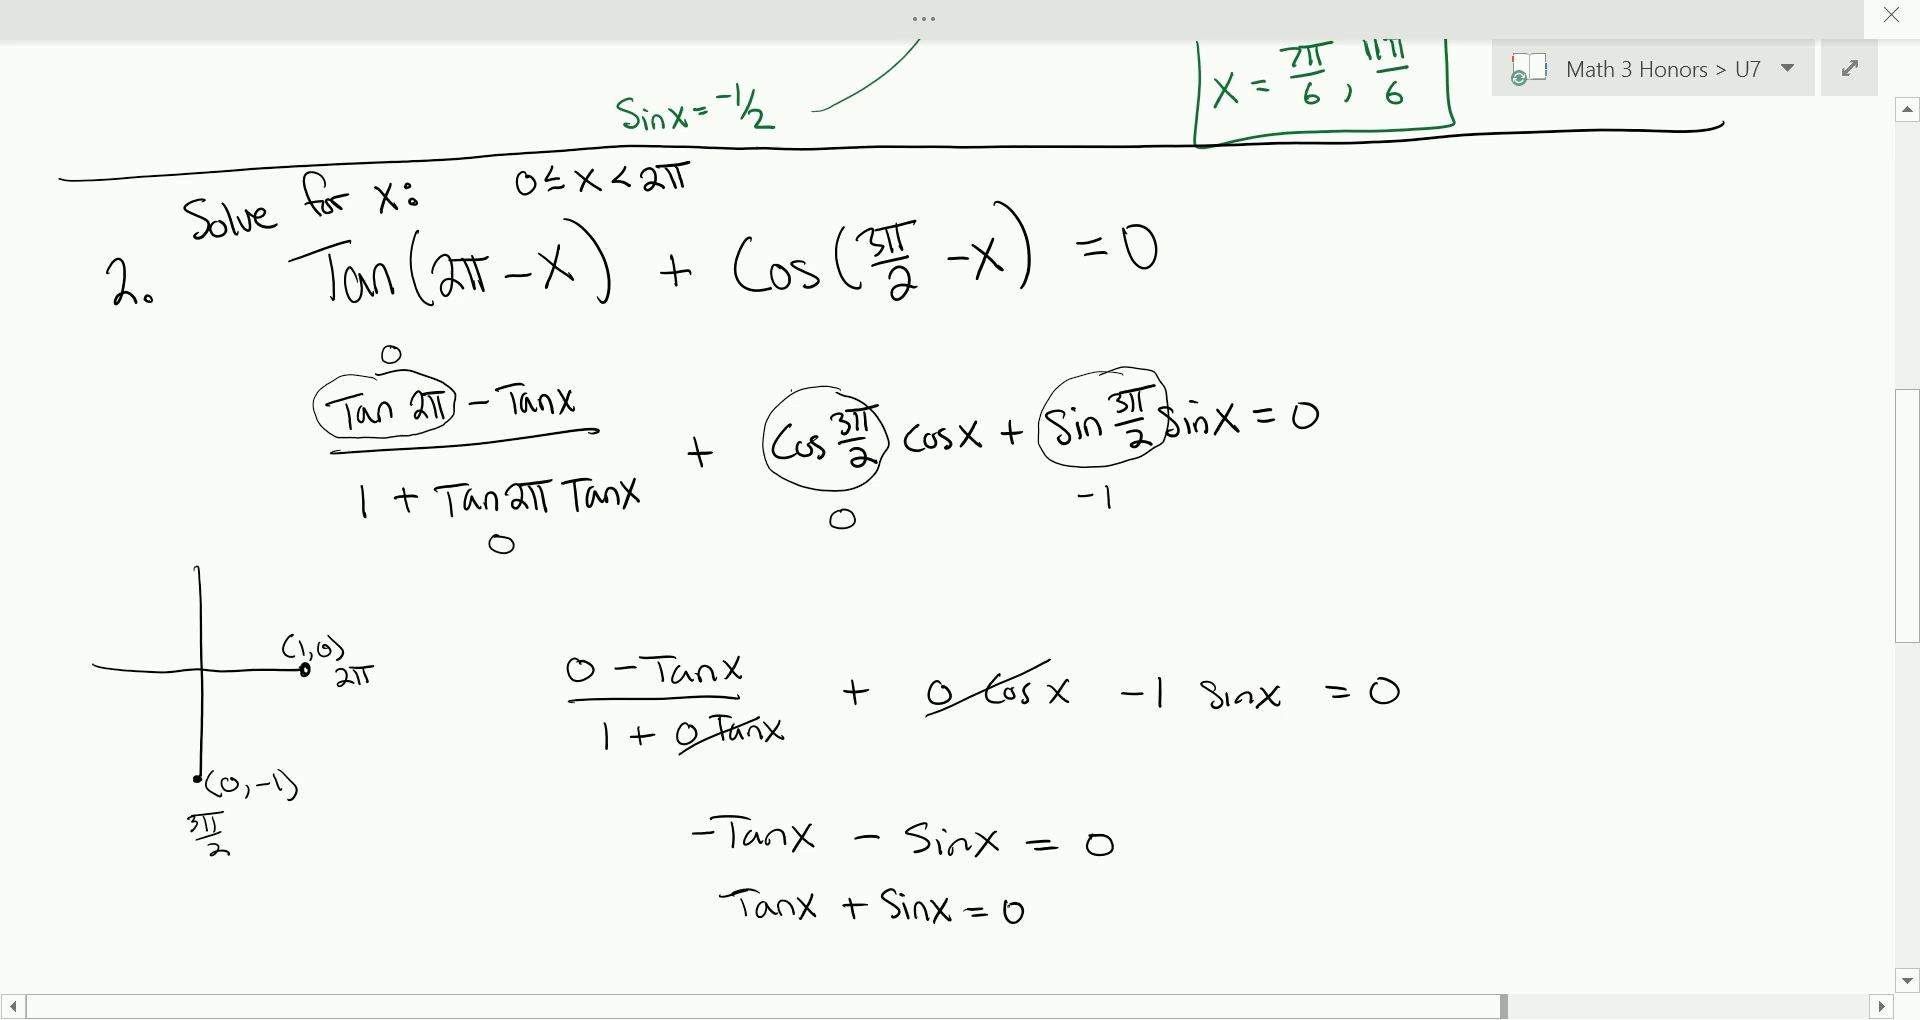 ...
Math 3 Honors > U7
Sinx = -1/2
X = 7π/6, 11π/6
Solve for x: 0 ≤ x < 2π
2. Tan(2π - x) + Cos(3π/2 - x) = 0
0
(Tan 2π - Tanx)/(1 + Tan2π Tanx) + Cos 3π/2 cosx + Sin 3π/2 sinx = 0
0 0 -1
(1,0)
2π
(0,-1)
3π/2
(0 - Tanx)/(1 + 0 Tanx) + 0 Cosx - 1 Sinx = 0
-Tanx - Sinx = 0
Tanx + Sinx = 0